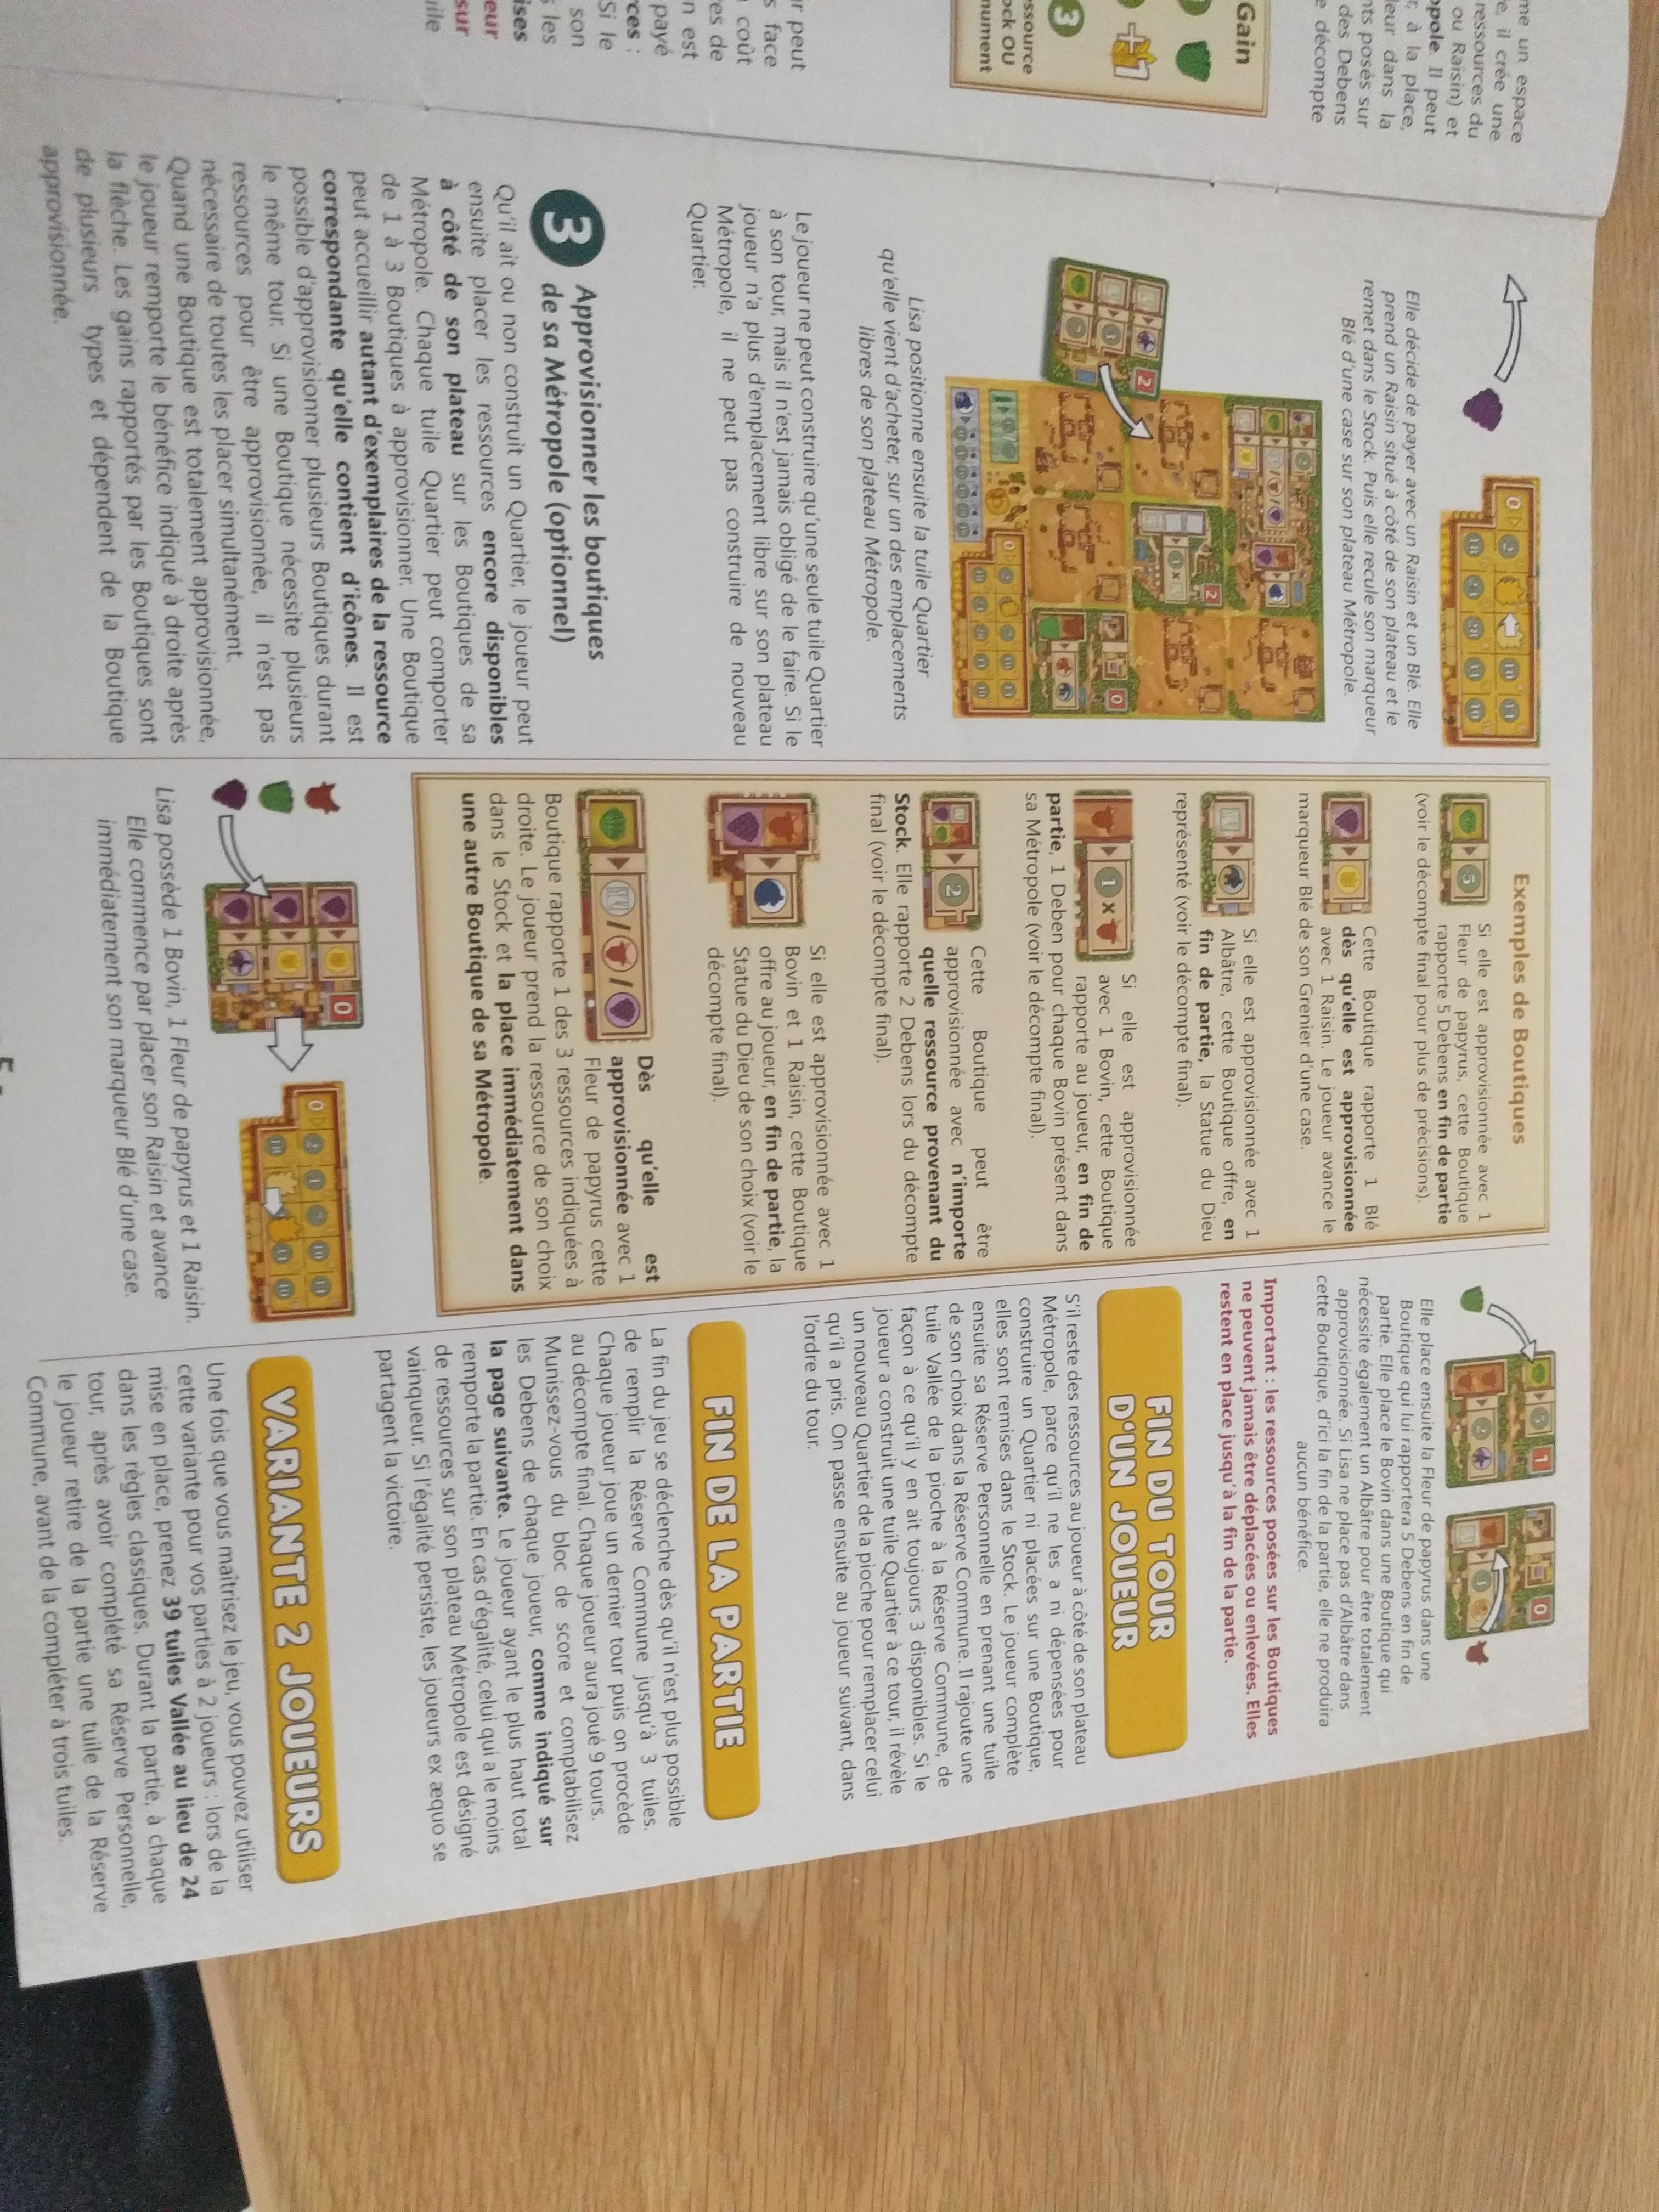 me un espace
e, il crée une
ressources du
ou Raisin) et
opole. Il peut
r, à la place,
leur dans la
nts posés sur
des Debens
e décompte
Gain
+1
3
essource
ock OU
nument
r peut
s face
coût
res de
n est
payé
rces :
Si le
son
s les
ises
eur
sur
uile
0 2 10 14
18 23 28 34 40
Elle décide de payer avec un Raisin et un Blé. Elle
prend un Raisin situé à côté de son plateau et le
remet dans le Stock. Puis elle recule son marqueur
Blé d'une case sur son plateau Métropole.
2
2
3
0
Lisa positionne ensuite la tuile Quartier
qu'elle vient d'acheter, sur un des emplacements
libres de son plateau Métropole.
Le joueur ne peut construire qu'une seule tuile Quartier
à son tour, mais il n'est jamais obligé de le faire. Si le
joueur n'a plus d'emplacement libre sur son plateau
Métropole, il ne peut pas construire de nouveau
Quartier.
3 Approvisionner les boutiques
de sa Métropole (optionnel)
Qu'il ait ou non construit un Quartier, le joueur peut
ensuite placer les ressources encore disponibles
à côté de son plateau sur les Boutiques de sa
Métropole. Chaque tuile Quartier peut comporter
de 1 à 3 Boutiques à approvisionner. Une Boutique
peut accueillir autant d'exemplaires de la ressource
correspondante qu'elle contient d'icônes. Il est
possible d'approvisionner plusieurs Boutiques durant
le même tour. Si une Boutique nécessite plusieurs
ressources pour être approvisionnée, il n'est pas
nécessaire de toutes les placer simultanément.
Quand une Boutique est totalement approvisionnée,
le joueur remporte le bénéfice indiqué à droite après
la flèche. Les gains rapportés par les Boutiques sont
de plusieurs types et dépendent de la Boutique
approvisionnée.
Exemples de Boutiques
5
Si elle est approvisionnée avec 1
Fleur de papyrus, cette Boutique
rapporte 5 Debens en fin de partie
(voir le décompte final pour plus de précisions).
Cette Boutique rapporte 1 Blé
dès qu'elle est approvisionnée
avec 1 Raisin. Le joueur avance le
marqueur Blé de son Grenier d'une case.
Si elle est approvisionnée avec 1
Albâtre, cette Boutique offre, en
fin de partie, la Statue du Dieu
représenté (voir le décompte final).
1 x
Si elle est approvisionnée
avec 1 Bovin, cette Boutique
rapporte au joueur, en fin de
partie, 1 Deben pour chaque Bovin présent dans
sa Métropole (voir le décompte final).
2
Cette Boutique peut être
approvisionnée avec n'importe
quelle ressource provenant du
Stock. Elle rapporte 2 Debens lors du décompte
final (voir le décompte final).
Si elle est approvisionnée avec 1
Bovin et 1 Raisin, cette Boutique
offre au joueur, en fin de partie, la
Statue du Dieu de son choix (voir le
décompte final).
/ /
Dès qu'elle est
approvisionnée avec 1
Fleur de papyrus cette
Boutique rapporte 1 des 3 ressources indiquées à
droite. Le joueur prend la ressource de son choix
dans le Stock et la place immédiatement dans
une autre Boutique de sa Métropole.
0
0 2 4 7 10 14
18 34 40
Lisa possède 1 Bovin, 1 Fleur de papyrus et 1 Raisin.
Elle commence par placer son Raisin et avance
immédiatement son marqueur Blé d'une case.
5 1
2
0
3
Elle place ensuite la Fleur de papyrus dans une
Boutique qui lui rapportera 5 Debens en fin de
partie. Elle place le Bovin dans une Boutique qui
nécessite également un Albâtre pour être totalement
approvisionnée. Si Lisa ne place pas d'Albâtre dans
cette Boutique, d'ici la fin de la partie, elle ne produira
aucun bénéfice.
Important : les ressources posées sur les Boutiques
ne peuvent jamais être déplacées ou enlevées. Elles
restent en place jusqu'à la fin de la partie.
FIN DU TOUR
D'UN JOUEUR
S'il reste des ressources au joueur à côté de son plateau
Métropole, parce qu'il ne les a ni dépensées pour
construire un Quartier ni placées sur une Boutique,
elles sont remises dans le Stock. Le joueur complète
ensuite sa Réserve Personnelle en prenant une tuile
de son choix dans la Réserve Commune. Il rajoute une
tuile Vallée de la pioche à la Réserve Commune, de
façon à ce qu'il y en ait toujours 3 disponibles. Si le
joueur a construit une tuile Quartier à ce tour, il révèle
un nouveau Quartier de la pioche pour remplacer celui
qu'il a pris. On passe ensuite au joueur suivant, dans
l'ordre du tour.
FIN DE LA PARTIE
La fin du jeu se déclenche dès qu'il n'est plus possible
de remplir la Réserve Commune jusqu'à 3 tuiles.
Chaque joueur joue un dernier tour puis on procède
au décompte final. Chaque joueur aura joué 9 tours.
Munissez-vous du bloc de score et comptabilisez
les Debens de chaque joueur, comme indiqué sur
la page suivante. Le joueur ayant le plus haut total
remporte la partie. En cas d'égalité, celui qui a le moins
de ressources sur son plateau Métropole est désigné
vainqueur. Si l'égalité persiste, les joueurs ex æquo se
partagent la victoire.
VARIANTE 2 JOUEURS
Une fois que vous maîtrisez le jeu, vous pouvez utiliser
cette variante pour vos parties à 2 joueurs : lors de la
mise en place, prenez 39 tuiles Vallée au lieu de 24
dans les règles classiques. Durant la partie, à chaque
tour, après avoir complété sa Réserve Personnelle,
le joueur retire de la partie une tuile de la Réserve
Commune, avant de la compléter à trois tuiles.
5